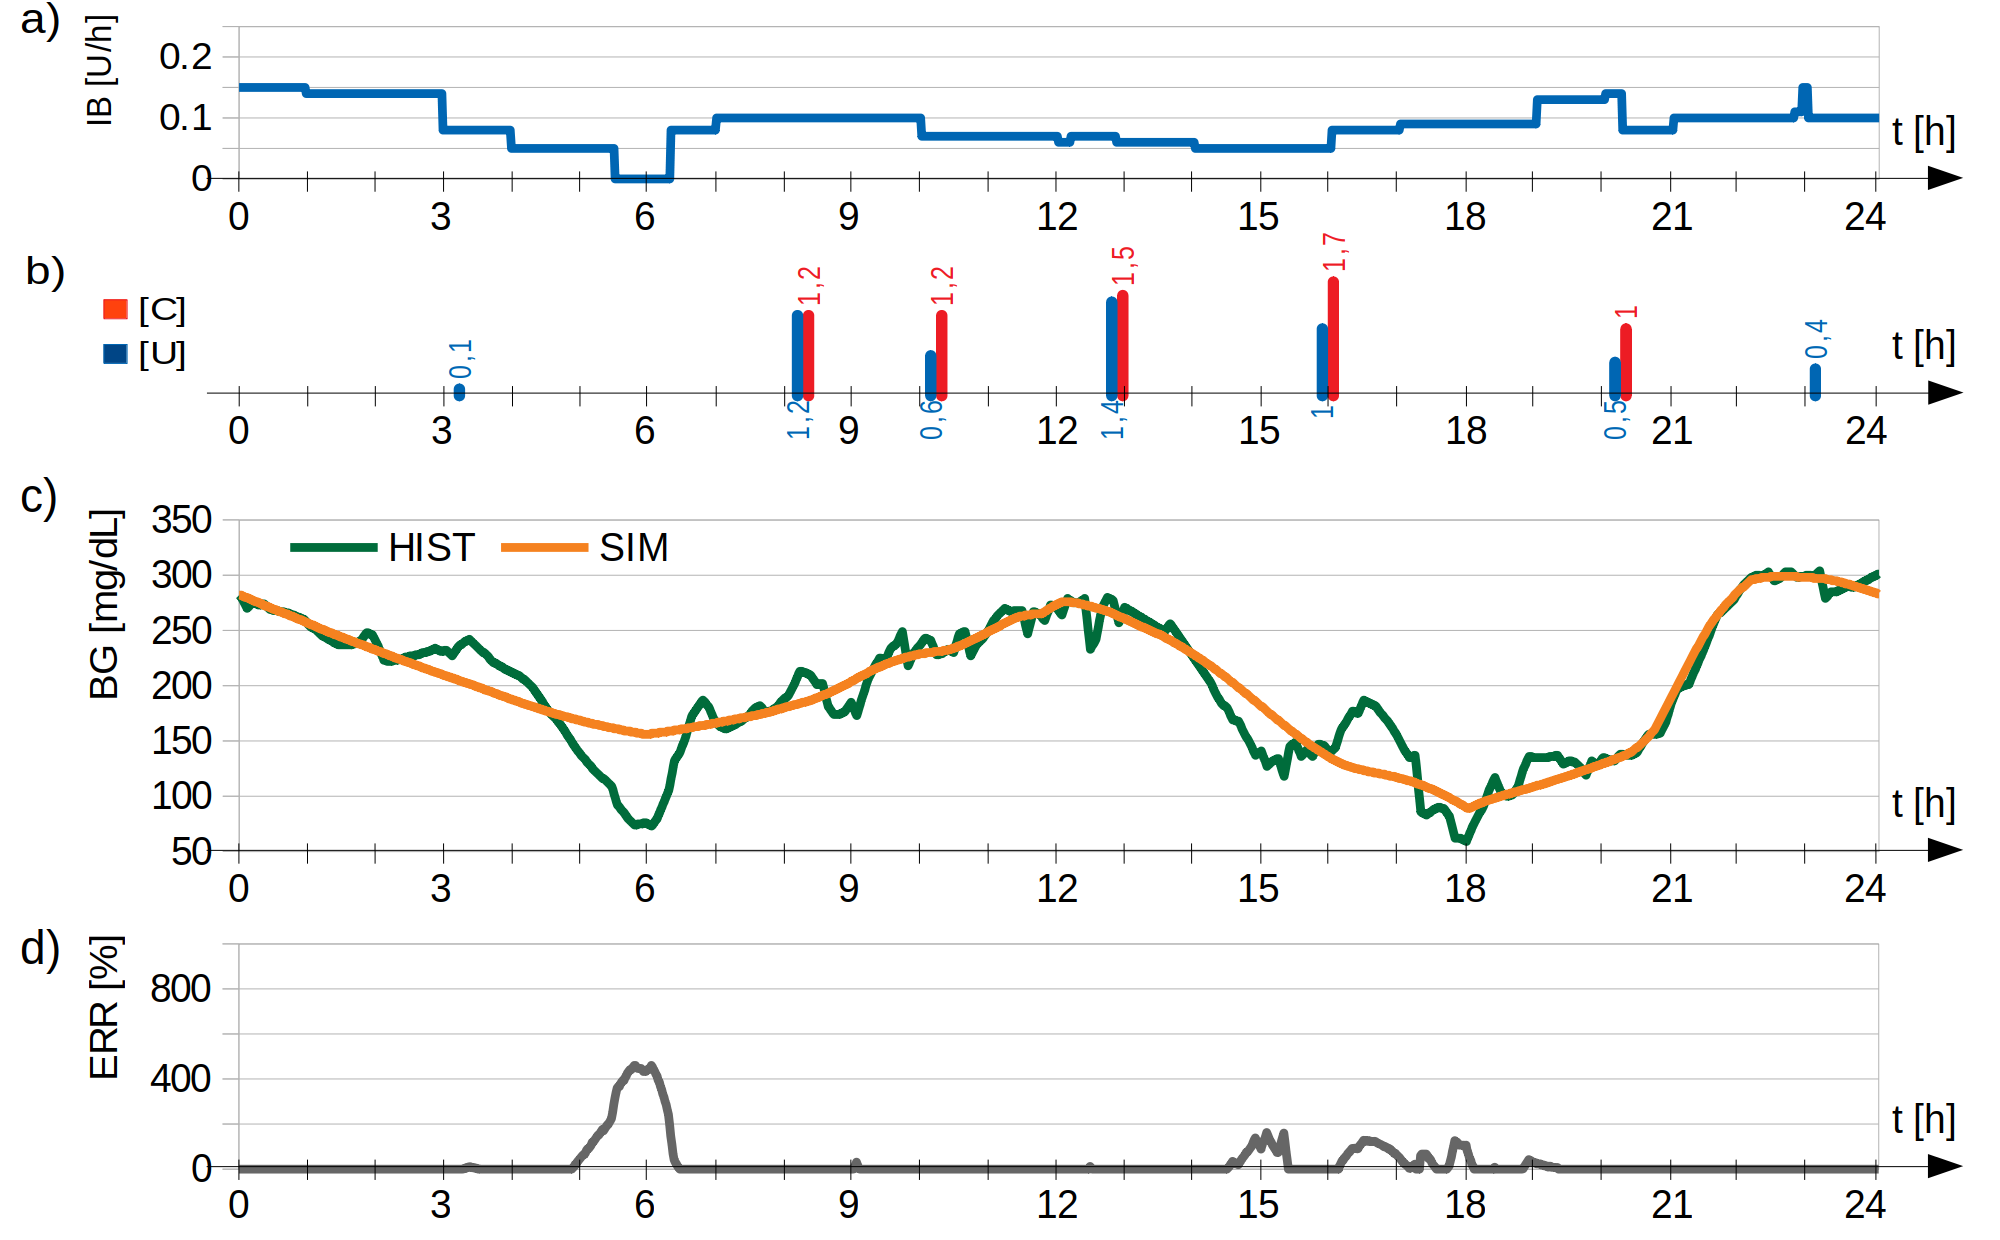 a)
IB [U/h]
0.2
0.1
0
t [h]
0 3 6 9 12 15 18 21 24
b)
[C]
[U]
0,1
1,2
1,2
0,6
1,2
1,4
1,5
1
1,7
0,5
1
0,4
t [h]
0 3 6 9 12 15 18 21 24
c)
BG [mg/dL]
HIST SIM
350
300
250
200
150
100
50
t [h]
0 3 6 9 12 15 18 21 24
d)
ERR [%]
800
400
0
t [h]
0 3 6 9 12 15 18 21 24